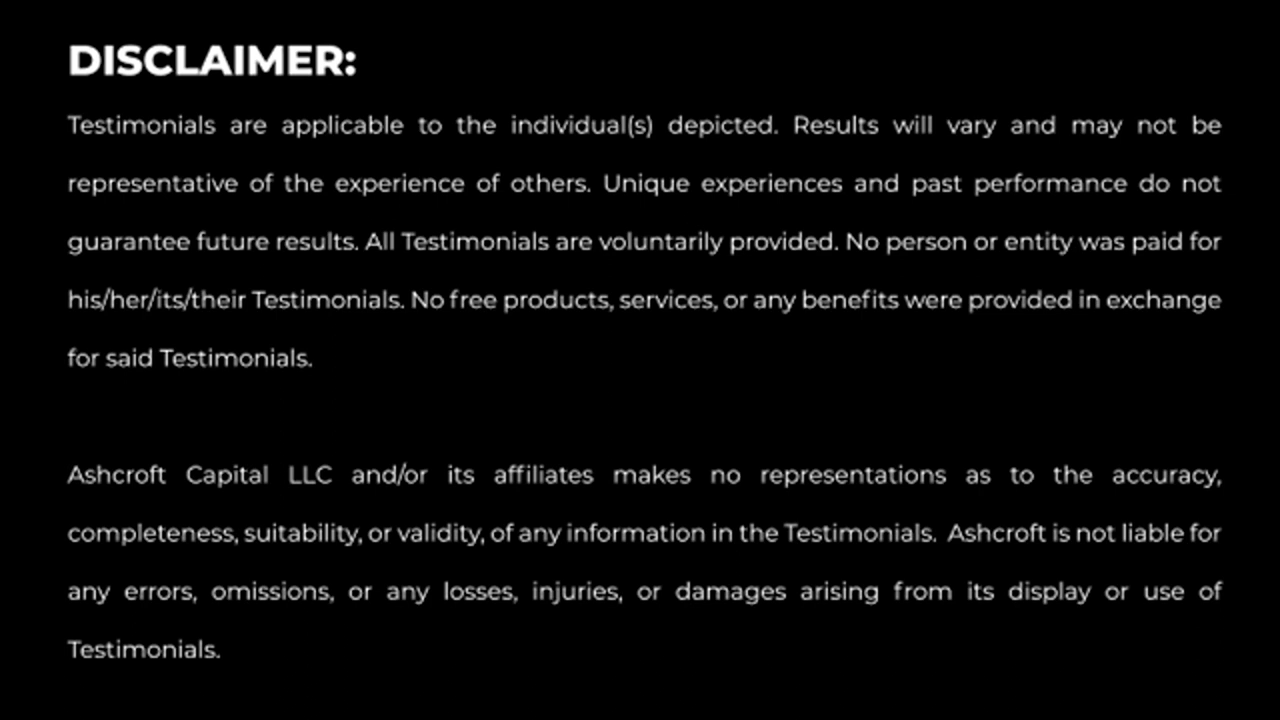 DISCLAIMER:
Testimonials are applicable to the individual(s) depicted. Results will vary and may not be
representative of the experience of others. Unique experiences and past performance do not
guarantee future results. All Testimonials are voluntarily provided. No person or entity was paid for
his/her/its/their Testimonials. No free products, services, or any benefits were provided in exchange
for said Testimonials.
Ashcroft Capital LLC and/or its affiliates makes no representations as to the accuracy,
completeness, suitability, or validity, of any information in the Testimonials. Ashcroft is not liable for
any errors, omissions, or any losses, injuries, or damages arising from its display or use of
Testimonials.